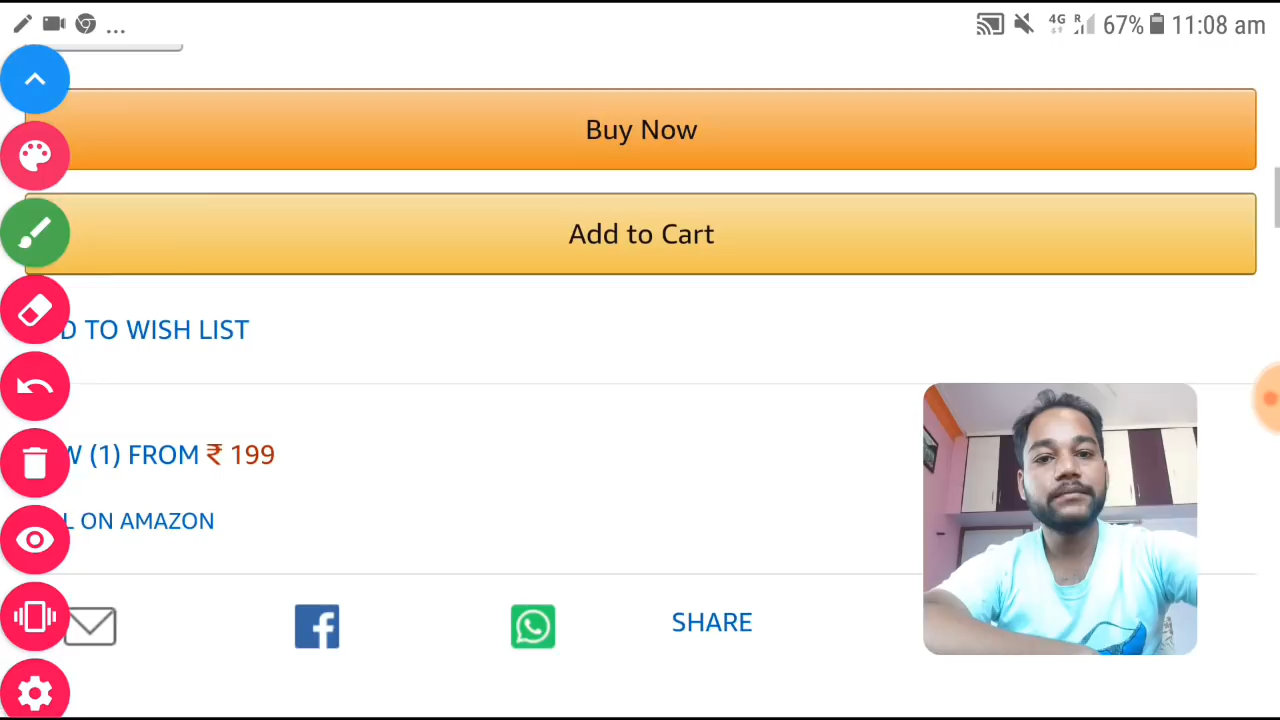 ... 4G R 67% 11:08 am
Buy Now
Add to Cart
D TO WISH LIST
W (1) FROM ₹ 199
L ON AMAZON
SHARE